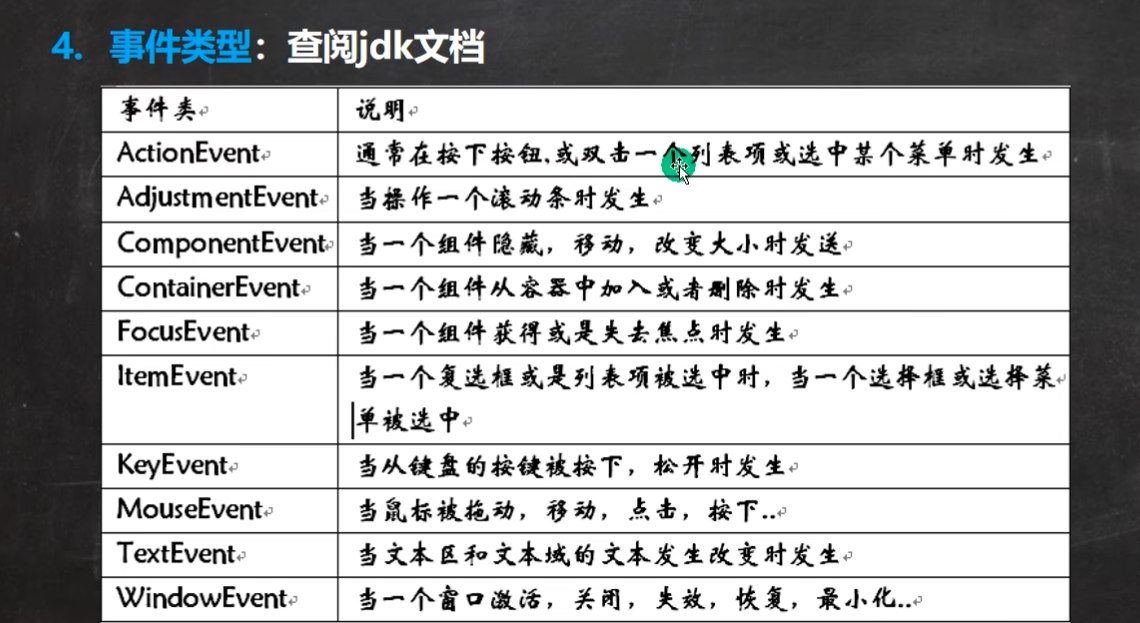 4. 事件类型：查阅jdk文档
事件类 说明
ActionEvent 通常在按下按钮,或双击一个列表项或选中某个菜单时发生
AdjustmentEvent 当操作一个滚动条时发生
ComponentEvent 当一个组件隐藏，移动，改变大小时发送
ContainerEvent 当一个组件从容器中加入或者删除时发生
FocusEvent 当一个组件获得或是失去焦点时发生
ItemEvent 当一个复选框或是列表项被选中时，当一个选择框或选择菜
单被选中
KeyEvent 当从键盘的按键被按下，松开时发生
MouseEvent 当鼠标被拖动，移动，点击，按下..
TextEvent 当文本区和文本域的文本发生改变时发生
WindowEvent 当一个窗口激活，关闭，失效，恢复，最小化..